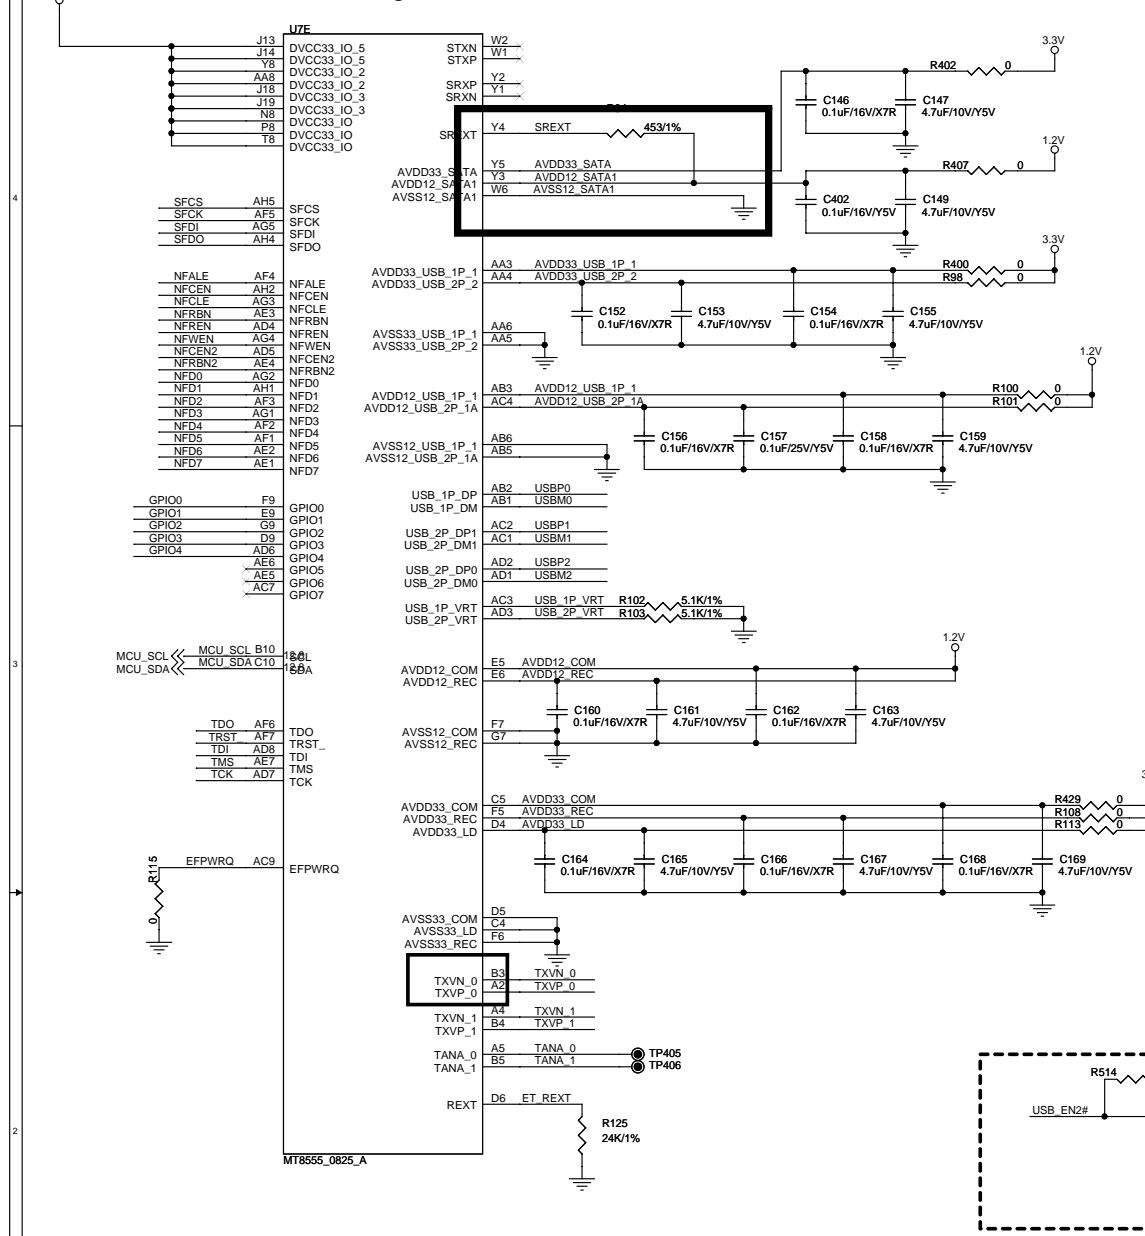 U7E
J13 DVCC33_IO_5
J14 DVCC33_IO_5
Y8 DVCC33_IO_2
AA8 DVCC33_IO_2
J18 DVCC33_IO_3
J19 DVCC33_IO_3
N8 DVCC33_IO
P8 DVCC33_IO
T8 DVCC33_IO
SFCS AH5 SFCS
SFCK AF5 SFCK
SFDI AG5 SFDI
SFDO AH4 SFDO
NFALE AF4 NFALE
NFCEN AH2 NFCEN
NFCLE AG3 NFCLE
NFRBN AE3 NFRBN
NFREN AD4 NFREN
NFWEN AG4 NFWEN
NFCEN2 AD5 NFCEN2
NFRBN2 AE4 NFRBN2
NFD0 AG2 NFD0
NFD1 AH1 NFD1
NFD2 AF3 NFD2
NFD3 AG1 NFD3
NFD4 AF2 NFD4
NFD5 AF1 NFD5
NFD6 AE2 NFD6
NFD7 AE1 NFD7
GPIO0 F9 GPIO0
GPIO1 E9 GPIO1
GPIO2 G9 GPIO2
GPIO3 D9 GPIO3
GPIO4 AD6 GPIO4
AE6 GPIO5
AE5 GPIO6
AC7 GPIO7
MCU_SCL MCU_SCL B10 SCL
MCU_SDA MCU_SDA C10 SDA
TDO AF6 TDO
TRST_ AF7 TRST_
TDI AD8 TDI
TMS AE7 TMS
TCK AD7 TCK
EFPWRQ AC9 EFPWRQ
R115
0
4
3
2
STXN W2
STXP W1
SRXP Y2
SRXN Y1
SREXT Y4 SREXT 453/1%
AVDD33_SATA Y5 AVDD33_SATA
AVDD12_SATA1 Y3 AVDD12_SATA1
AVSS12_SATA1 W6 AVSS12_SATA1
3.3V
R402 0
C146 0.1uF/16V/X7R
C147 4.7uF/10V/Y5V
1.2V
R407 0
C402 0.1uF/16V/Y5V
C149 4.7uF/10V/Y5V
3.3V
AVDD33_USB_1P_1 AA3 AVDD33_USB_1P_1 R400 0
AVDD33_USB_2P_2 AA4 AVDD33_USB_2P_2 R98 0
C152 0.1uF/16V/X7R
C153 4.7uF/10V/Y5V
C154 0.1uF/16V/X7R
C155 4.7uF/10V/Y5V
AVSS33_USB_1P_1 AA6
AVSS33_USB_2P_2 AA5
1.2V
AVDD12_USB_1P_1 AB3 AVDD12_USB_1P_1 R100 0
AVDD12_USB_2P_1A AC4 AVDD12_USB_2P_1A R101 0
C156 0.1uF/16V/X7R
C157 0.1uF/25V/Y5V
C158 0.1uF/16V/X7R
C159 4.7uF/10V/Y5V
AVSS12_USB_1P_1 AB6
AVSS12_USB_2P_1A AB5
USB_1P_DP AB2 USBP0
USB_1P_DM AB1 USBM0
USB_2P_DP1 AC2 USBP1
USB_2P_DM1 AC1 USBM1
USB_2P_DP0 AD2 USBP2
USB_2P_DM0 AD1 USBM2
USB_1P_VRT AC3 USB_1P_VRT R102 5.1K/1%
USB_2P_VRT AD3 USB_2P_VRT R103 5.1K/1%
1.2V
AVDD12_COM E5 AVDD12_COM
AVDD12_REC E6 AVDD12_REC
C160 0.1uF/16V/X7R
C161 4.7uF/10V/Y5V
C162 0.1uF/16V/X7R
C163 4.7uF/10V/Y5V
AVSS12_COM F7
AVSS12_REC G7
AVDD33_COM C5 AVDD33_COM R429 0
AVDD33_REC F5 AVDD33_REC R108 0
AVDD33_LD D4 AVDD33_LD R113 0
C164 0.1uF/16V/X7R
C165 4.7uF/10V/Y5V
C166 0.1uF/16V/X7R
C167 4.7uF/10V/Y5V
C168 0.1uF/16V/X7R
C169 4.7uF/10V/Y5V
AVSS33_COM D5
AVSS33_LD C4
AVSS33_REC F6
TXVN_0 B3 TXVN_0
TXVP_0 A2 TXVP_0
TXVN_1 A4 TXVN_1
TXVP_1 B4 TXVP_1
TANA_0 A5 TANA_0 TP405
TANA_1 B5 TANA_1 TP406
REXT D6 ET_REXT
R125
24K/1%
MT8555_0825_A
R514
USB_EN2#